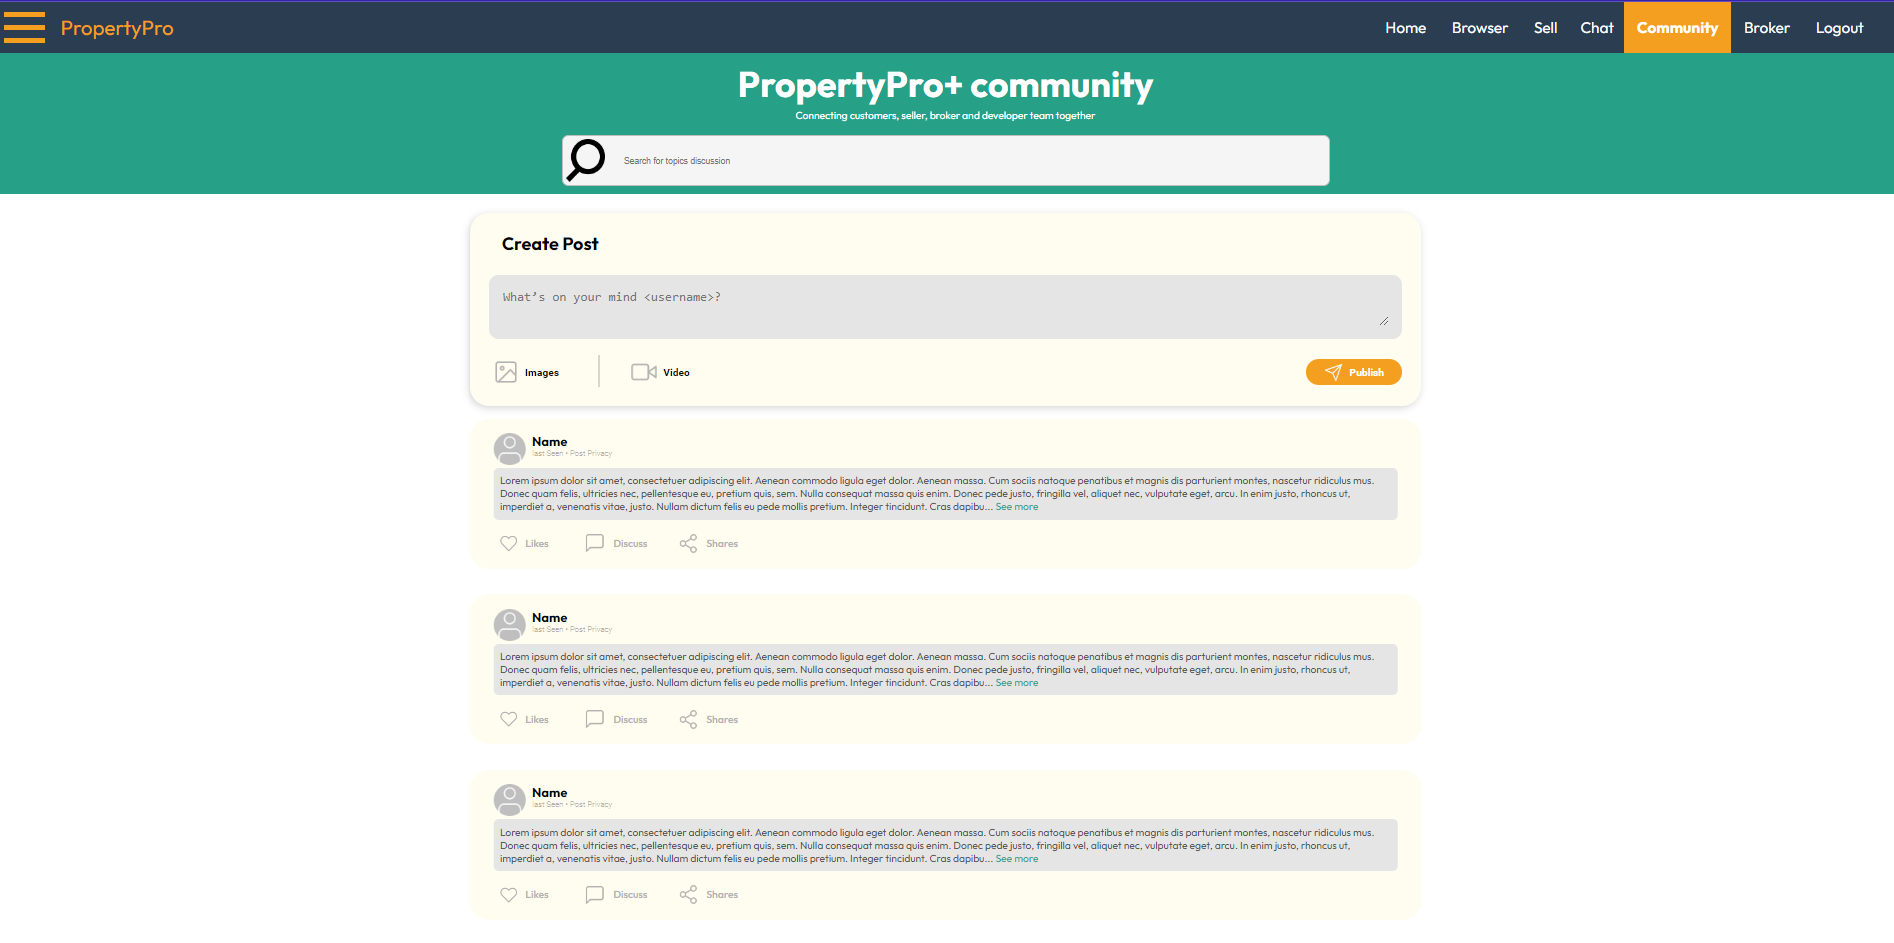 PropertyPro
Home Browser Sell Chat Community Broker Logout
PropertyPro+ community
Connecting customers, seller, broker and developer team together
Search for topics discussion
Create Post
What's on your mind <username>?
Images Video Publish
Name
last Seen • Post Privacy
Lorem ipsum dolor sit amet, consectetuer adipiscing elit. Aenean commodo ligula eget dolor. Aenean massa. Cum sociis natoque penatibus et magnis dis parturient montes, nascetur ridiculus mus.
Donec quam felis, ultricies nec, pellentesque eu, pretium quis, sem. Nulla consequat massa quis enim. Donec pede justo, fringilla vel, aliquet nec, vulputate eget, arcu. In enim justo, rhoncus ut,
imperdiet a, venenatis vitae, justo. Nullam dictum felis eu pede mollis pretium. Integer tincidunt. Cras dapibu... See more
Likes Discuss Shares
Name
last Seen • Post Privacy
Lorem ipsum dolor sit amet, consectetuer adipiscing elit. Aenean commodo ligula eget dolor. Aenean massa. Cum sociis natoque penatibus et magnis dis parturient montes, nascetur ridiculus mus.
Donec quam felis, ultricies nec, pellentesque eu, pretium quis, sem. Nulla consequat massa quis enim. Donec pede justo, fringilla vel, aliquet nec, vulputate eget, arcu. In enim justo, rhoncus ut,
imperdiet a, venenatis vitae, justo. Nullam dictum felis eu pede mollis pretium. Integer tincidunt. Cras dapibu... See more
Likes Discuss Shares
Name
last Seen • Post Privacy
Lorem ipsum dolor sit amet, consectetuer adipiscing elit. Aenean commodo ligula eget dolor. Aenean massa. Cum sociis natoque penatibus et magnis dis parturient montes, nascetur ridiculus mus.
Donec quam felis, ultricies nec, pellentesque eu, pretium quis, sem. Nulla consequat massa quis enim. Donec pede justo, fringilla vel, aliquet nec, vulputate eget, arcu. In enim justo, rhoncus ut,
imperdiet a, venenatis vitae, justo. Nullam dictum felis eu pede mollis pretium. Integer tincidunt. Cras dapibu... See more
Likes Discuss Shares